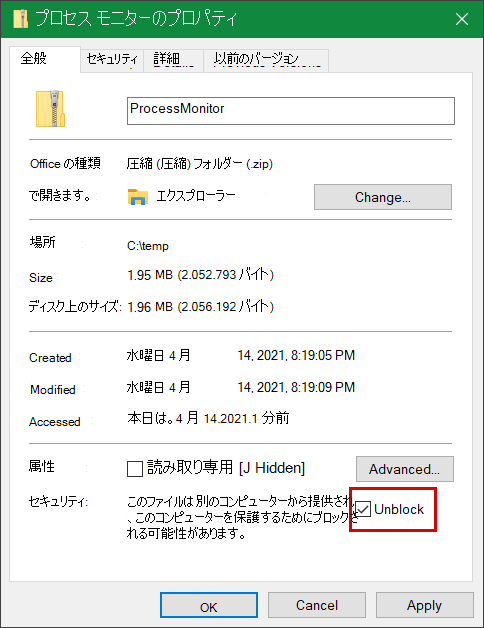 プロセス モニターのプロパティ
全般 セキュリティ 詳細 以前のバージョン
ProcessMonitor
Office の種類 圧縮 (圧縮) フォルダー (.zip)
で開きます。 エクスプローラー Change...
場所 C:\temp
Size 1.95 MB (2.052.793 バイト)
ディスク上のサイズ: 1.96 MB (2.056.192 バイト)
Created 水曜日 4 月 14, 2021, 8:19:05 PM
Modified 水曜日 4 月 14, 2021, 8:19:09 PM
Accessed 本日は。4 月 14.2021.1 分前
属性 読み取り専用 [J Hidden] Advanced...
セキュリティ: このファイルは 別のコンピューターから提供され
、このコンピューターを保護するためにブロックさ Unblock
れる可能性があります。
OK Cancel Apply